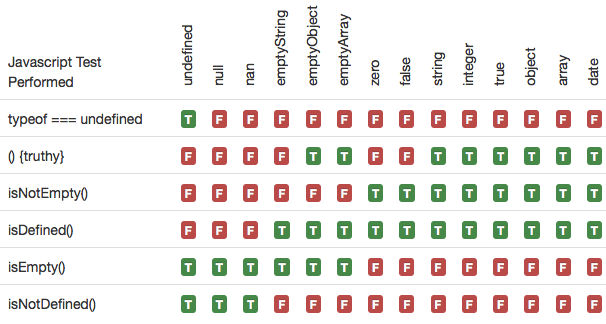 Javascript Test
Performed
undefined
null
nan
emptyString
emptyObject
emptyArray
zero
false
string
integer
true
object
array
date
typeof === undefined T F F F F F F F F F F F F F
() {truthy} F F F F T T F F T T T T T T
isNotEmpty() F F F F F F T T T T T T T T
isDefined() F F F T T T T T T T T T T T
isEmpty() T T T T T T F F F F F F F F
isNotDefined() T T T F F F F F F F F F F F